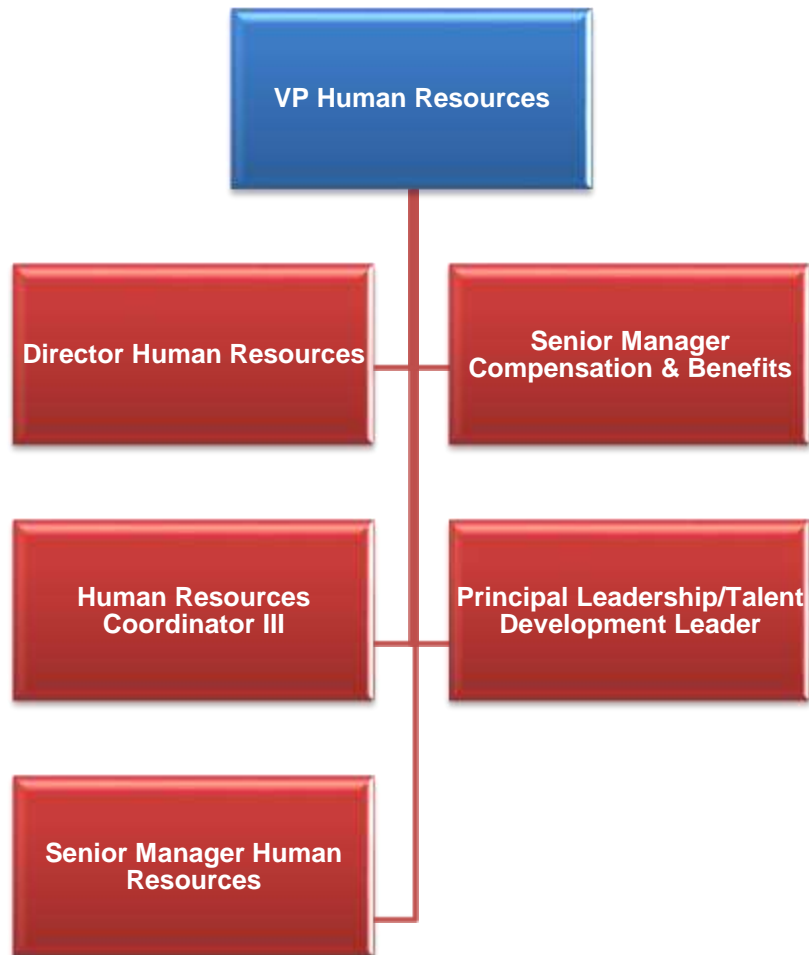 VP Human Resources
Director Human Resources
Senior Manager
Compensation & Benefits
Human Resources
Coordinator III
Principal Leadership/Talent
Development Leader
Senior Manager Human
Resources